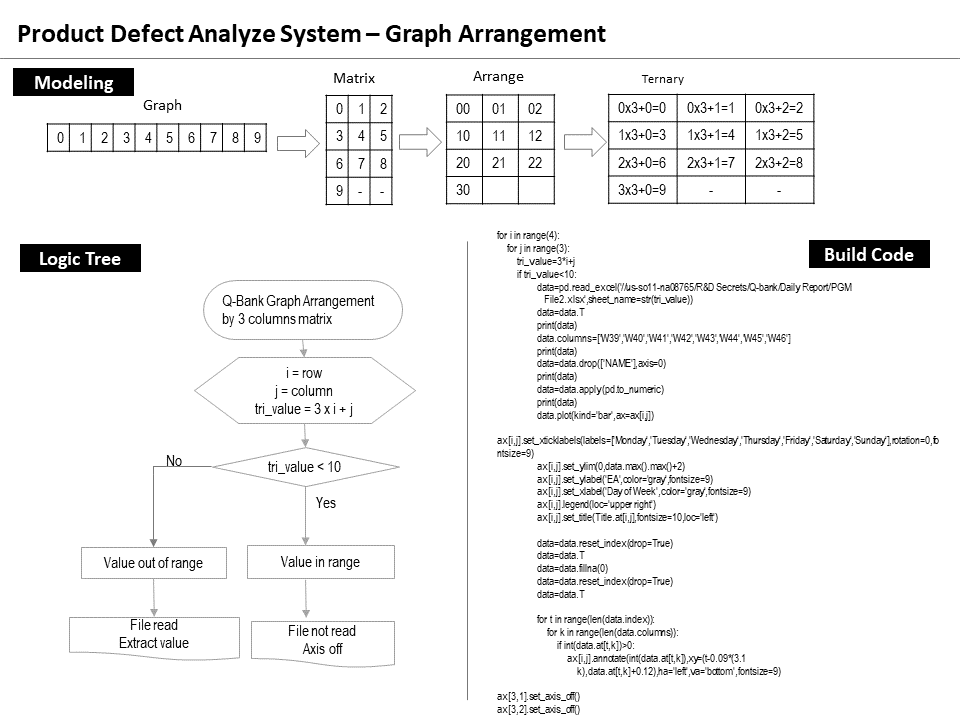 Product Defect Analyze System – Graph Arrangement
Modeling
Graph
0 1 2 3 4 5 6 7 8 9
Matrix
0 1 2
3 4 5
6 7 8
9 - -
Arrange
00 01 02
10 11 12
20 21 22
30
Ternary
0x3+0=0 0x3+1=1 0x3+2=2
1x3+0=3 1x3+1=4 1x3+2=5
2x3+0=6 2x3+1=7 2x3+2=8
3x3+0=9 - -
Logic Tree
Q-Bank Graph Arrangement
by 3 columns matrix
i = row
j = column
tri_value = 3 x i + j
tri_value < 10
No
Yes
Value out of range
Value in range
File read
Extract value
File not read
Axis off
Build Code
for i in range(4):
for j in range(3):
tri_value=3*i+j
if tri_value<10:
data=pd.read_excel('//us-so11-na08765/R&D Secrets/Q-bank/Daily Report/PGM
File2.xlsx',sheet_name=str(tri_value))
data=data.T
print(data)
data.columns=['W39','W40','W41','W42','W43','W44','W45','W46']
print(data)
data=data.drop(['NAME'],axis=0)
print(data)
data=data.apply(pd.to_numeric)
print(data)
data.plot(kind='bar',ax=ax[i,j])
ax[i,j].set_xticklabels(labels=['Monday','Tuesday','Wednesday','Thursday','Friday','Saturday','Sunday'],rotation=0,fo
ntsize=9)
ax[i,j].set_ylim(0,data.max().max()+2)
ax[i,j].set_ylabel('EA',color='gray',fontsize=9)
ax[i,j].set_xlabel('Day of Week',color='gray',fontsize=9)
ax[i,j].legend(loc='upper right')
ax[i,j].set_title(Title.at[i,j],fontsize=10,loc='left')
data=data.reset_index(drop=True)
data=data.T
data=data.fillna(0)
data=data.reset_index(drop=True)
data=data.T
for t in range(len(data.index)):
for k in range(len(data.columns)):
if int(data.at[t,k])>0:
ax[i,j].annotate(int(data.at[t,k]),xy=(t-0.09*(3.1
k),data.at[t,k]+0.12),ha='left',va='bottom',fontsize=9)
ax[3,1].set_axis_off()
ax[3,2].set_axis_off()